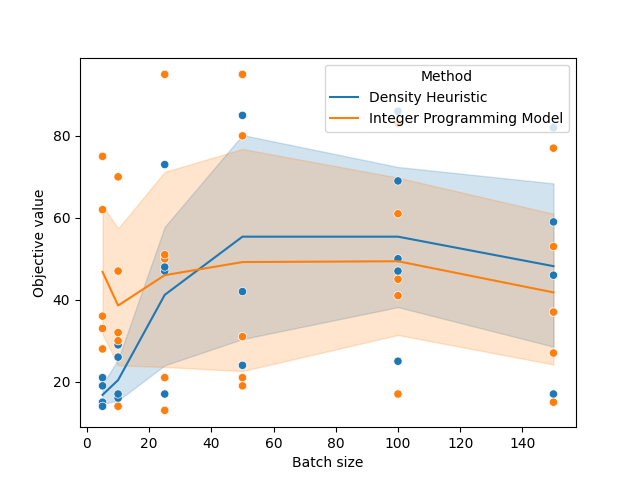 Method
Density Heuristic
Integer Programming Model
80
60
40
20
Objective value
0 20 40 60 80 100 120 140
Batch size